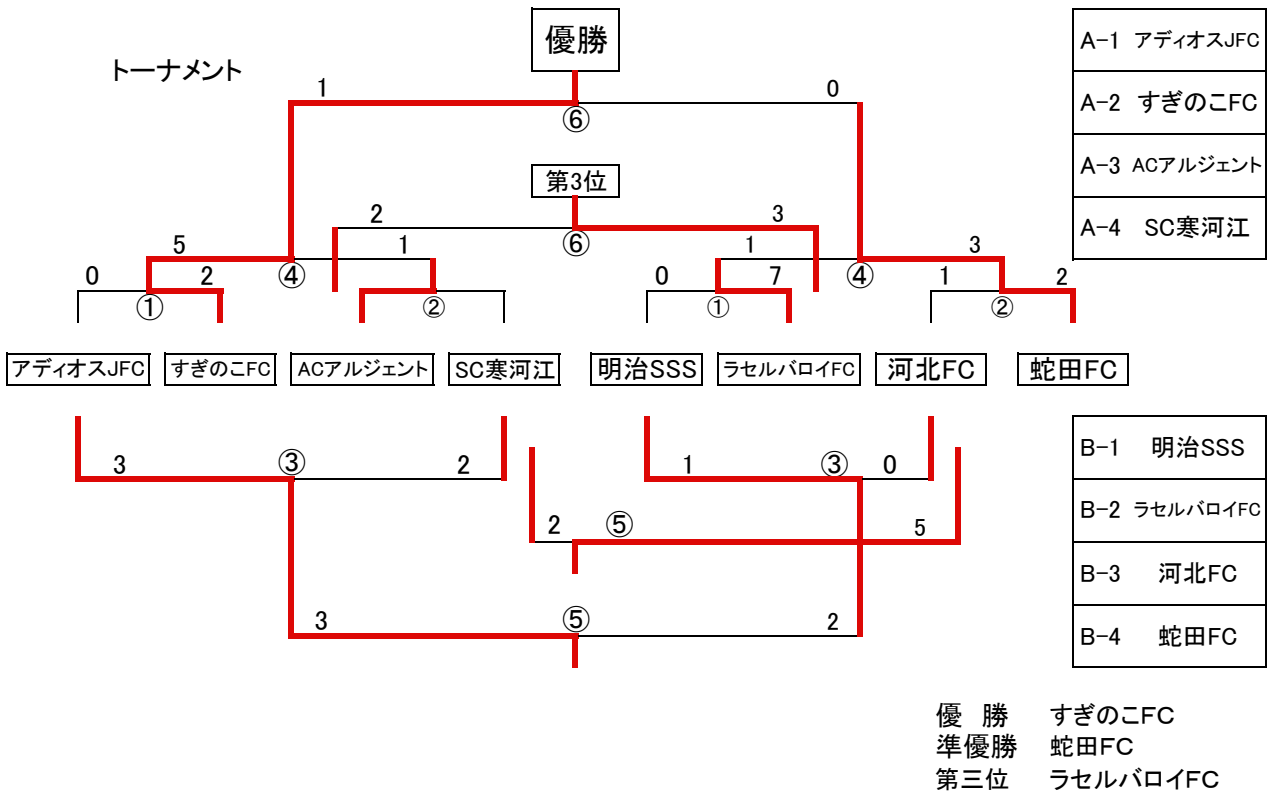 優勝
A-1 アディオスJFC
トーナメント
1
0
A-2 すぎのこFC
⑥
第3位
A-3 ACアルジェント
2
3
5
1
⑥
1
3
A-4 SC寒河江
0
2
④
0
7
④
1
2
①
②
①
②
アディオスJFC
すぎのこFC
ACアルジェント
SC寒河江
明治SSS
ラセルバロイFC
河北FC
蛇田FC
B-1 明治SSS
3
③
2
1
③
0
B-2 ラセルバロイFC
2
⑤
5
B-3 河北FC
3
⑤
2
B-4 蛇田FC
優 勝 すぎのこFC
準優勝 蛇田FC
第三位 ラセルバロイFC